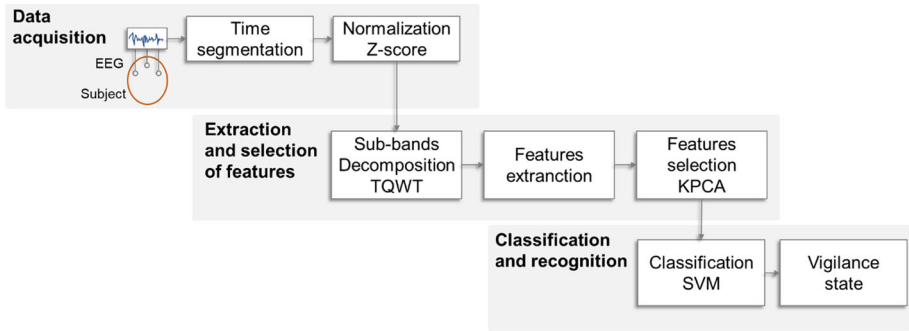 Data
acquisition
EEG
Subject
Time
segmentation
Normalization
Z-score
Extraction
and selection
of features
Sub-bands
Decomposition
TQWT
Features
extranction
Features
selection
KPCA
Classification
and recognition
Classification
SVM
Vigilance
state